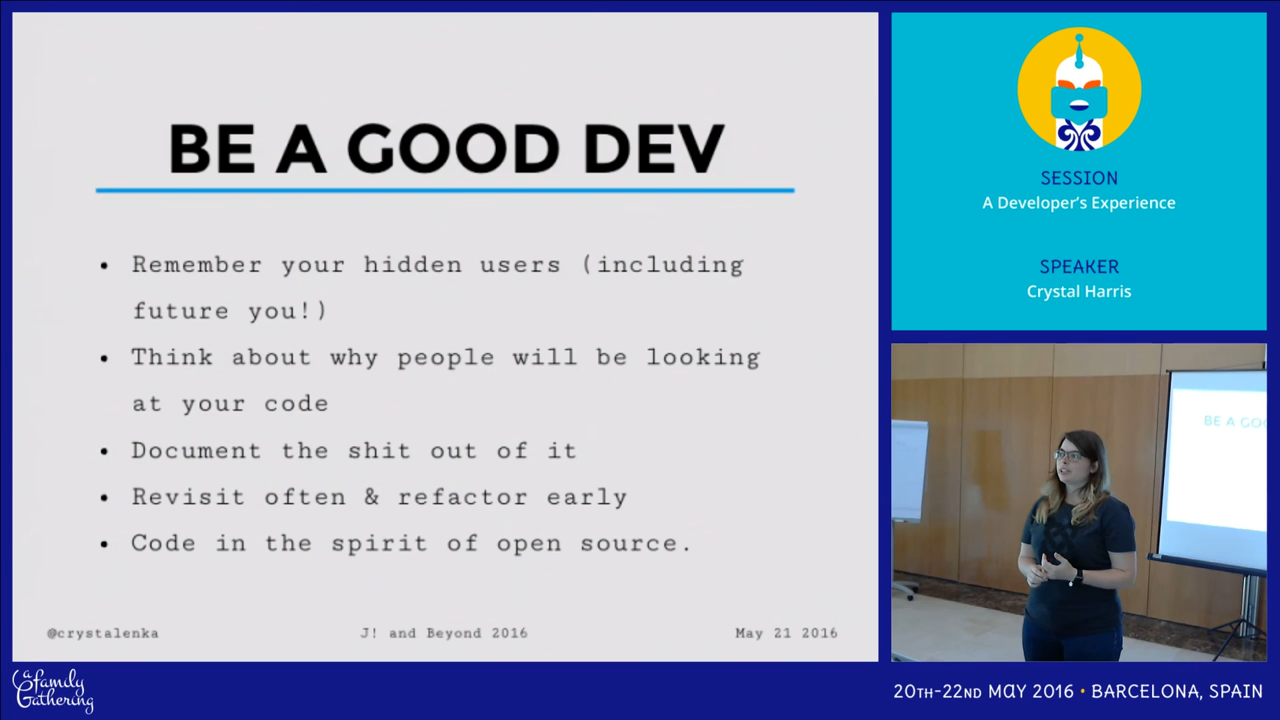 BE A GOOD DEV
• Remember your hidden users (including
future you!)
• Think about why people will be looking
at your code
• Document the shit out of it
• Revisit often & refactor early
• Code in the spirit of open source.
@crystalenka
J! and Beyond 2016
May 21 2016
SESSION
A Developer's Experience
SPEAKER
Crystal Harris
BE A GOO
a family
Gathering
20TH-22ND MAY 2016 • BARCELONA, SPAIN